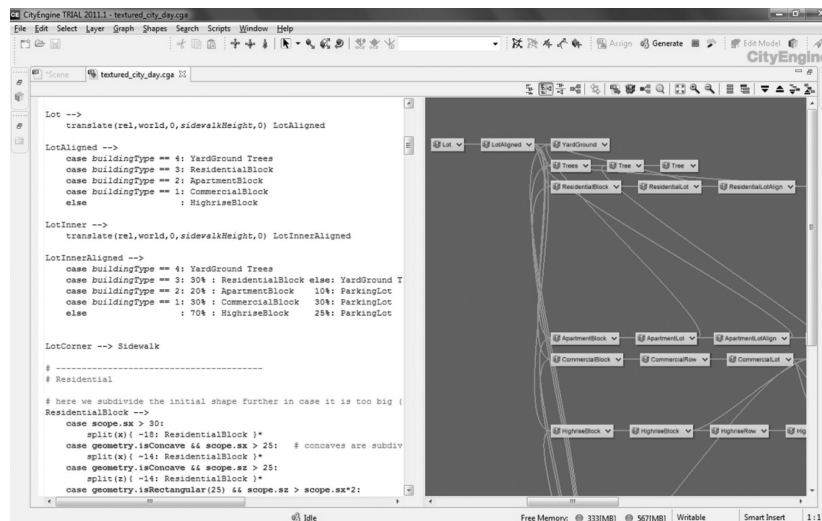 CityEngine TRIAL 2011.1 - textured_city_day.cga
File Edit Select Layer Graph Shapes Search Scripts Window Help
Assign Generate Edit Model
CityEngine
*Scene textured_city_day.cga
Lot -->
translate(rel,world,0,sidewalkHeight,0) LotAligned
LotAligned -->
case buildingType == 4: YardGround Trees
case buildingType == 3: ResidentialBlock
case buildingType == 2: ApartmentBlock
case buildingType == 1: CommercialBlock
else : HighriseBlock
LotInner -->
translate(rel,world,0,sidewalkHeight,0) LotInnerAligned
LotInnerAligned -->
case buildingType == 4: YardGround Trees
case buildingType == 3: 30% : ResidentialBlock else: YardGround T
case buildingType == 2: 20% : ApartmentBlock 10%: ParkingLot
case buildingType == 1: 30% : CommercialBlock 30%: ParkingLot
else : 70% : HighriseBlock 25%: ParkingLot
LotCorner --> Sidewalk
# ----------------------------------------
# Residential
# here we subdivide the initial shape further in case it is too big (
ResidentialBlock -->
case scope.sx > 30:
split(x){ ~18: ResidentialBlock }*
case geometry.isConcave && scope.sx > 25: # concaves are subdiv
split(x){ ~14: ResidentialBlock }*
case geometry.isConcave && scope.sz > 25:
split(z){ ~14: ResidentialBlock }*
case geometry.isRectangular(25) && scope.sz > scope.sx*2:
Lot LotAligned YardGround
Trees Tree Tree
ResidentialBlock ResidentialLot ResidentialLotAlign
ApartmentBlock ApartmentLot ApartmentLotAlign
CommercialBlock CommercialRow CommercialLot
HighriseBlock HighriseRow HighriseLot Hig
Idle Free Memory: 333[MB] 567[MB] Writable Smart Insert 1:1